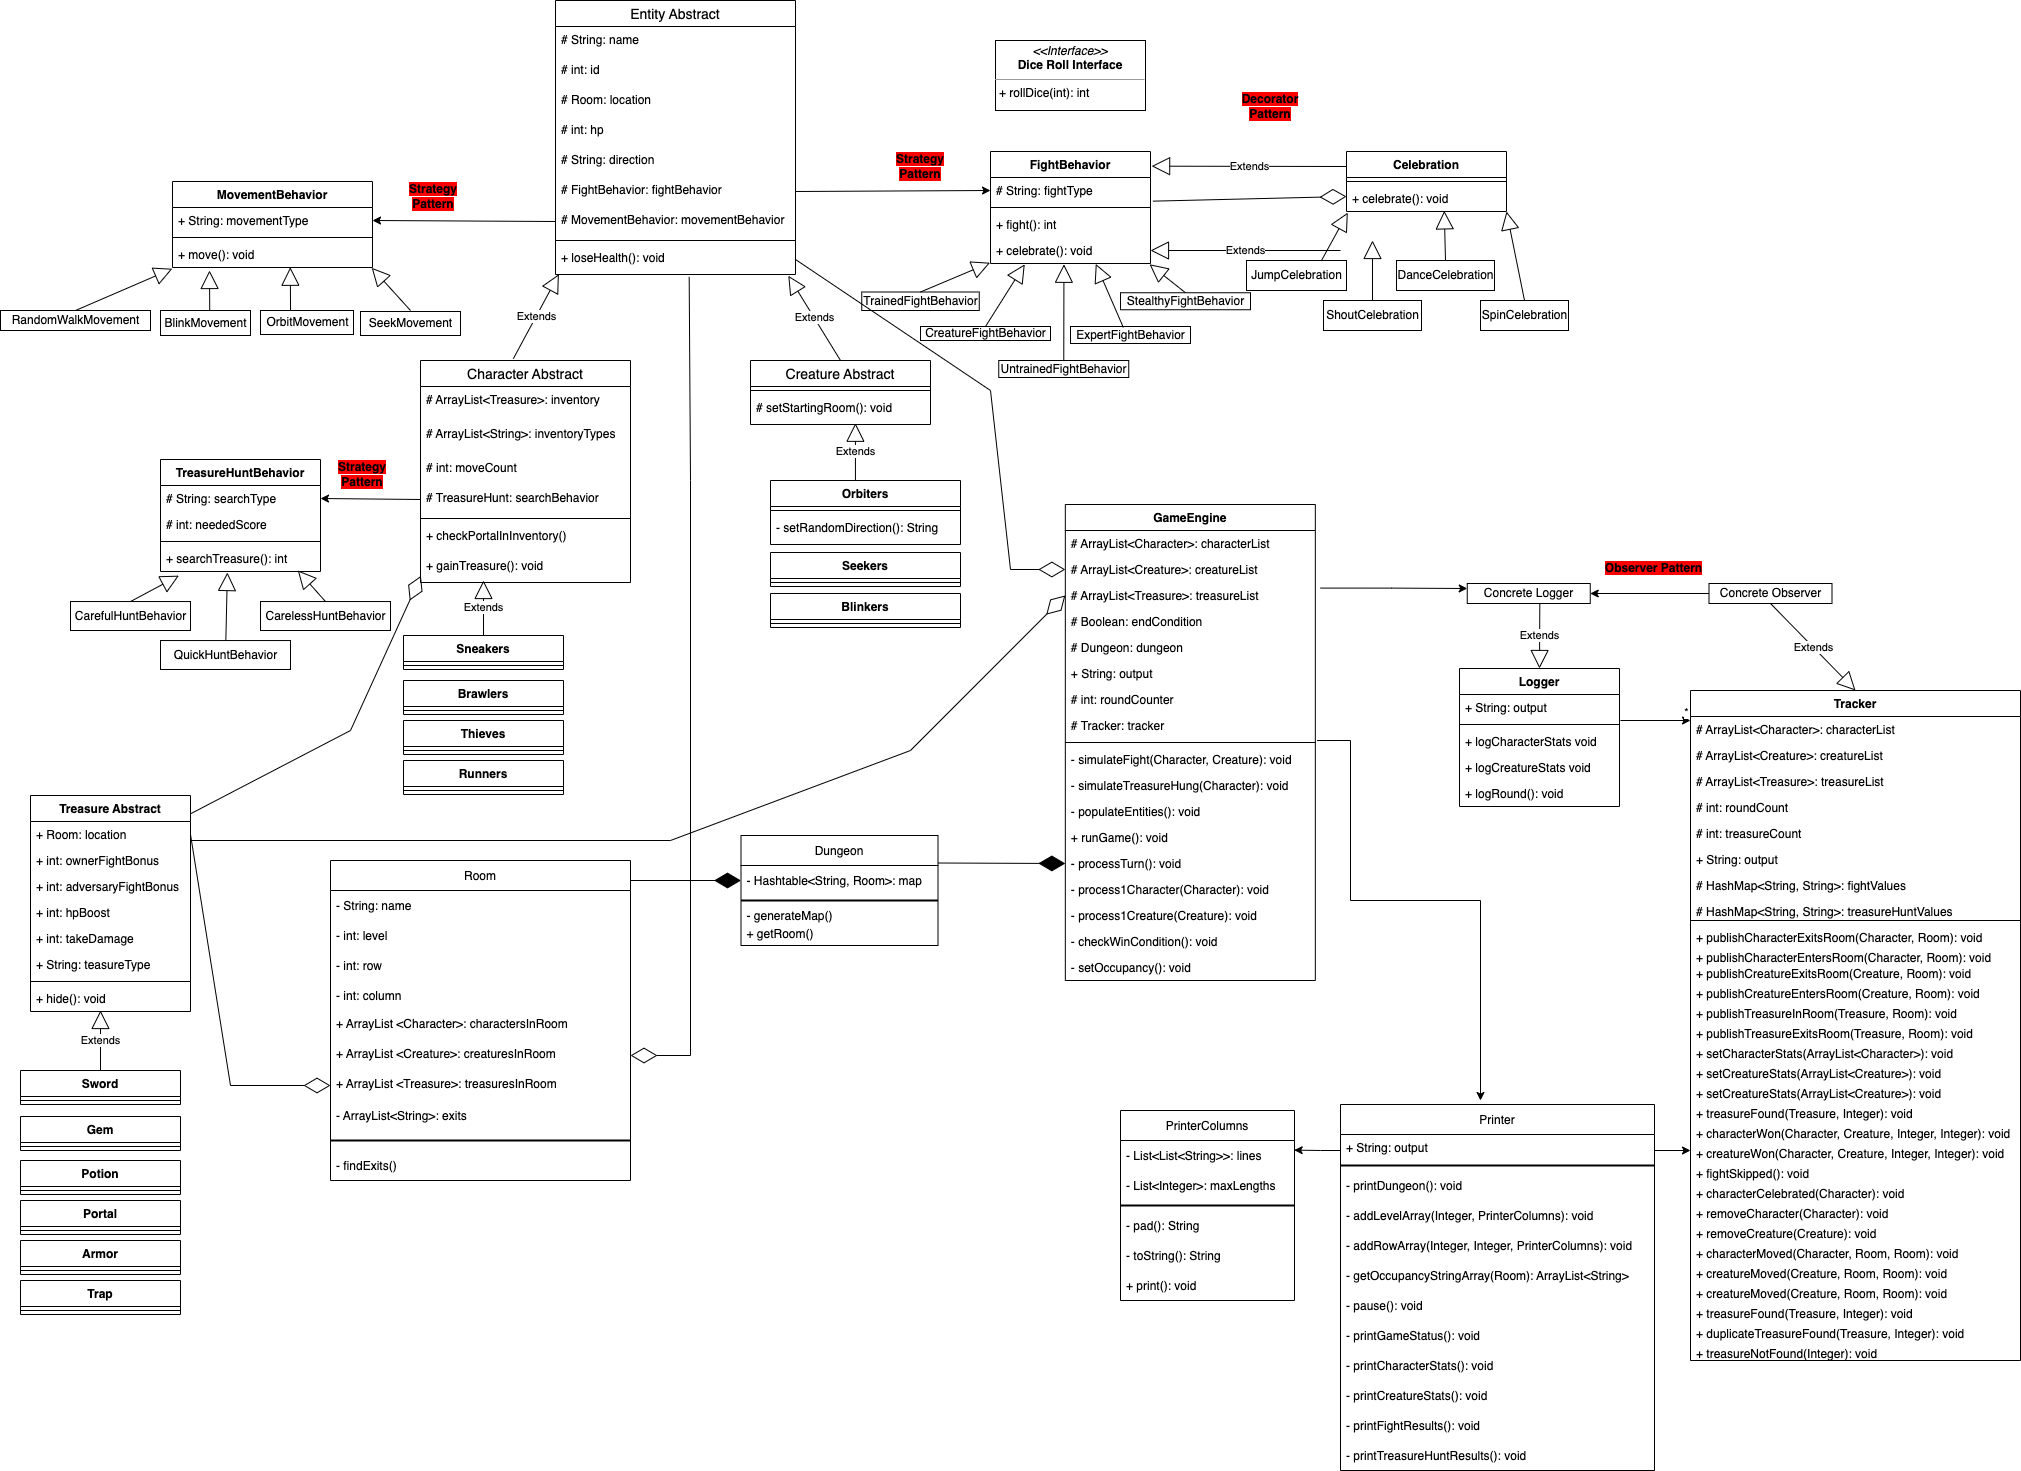 Entity Abstract
# String: name
# int: id
# Room: location
# int: hp
# String: direction
# FightBehavior: fightBehavior
# MovementBehavior: movementBehavior
+ loseHealth(): void
<<Interface>>
Dice Roll Interface
+ rollDice(int): int
Decorator
Pattern
Strategy
Pattern
FightBehavior
# String: fightType
+ fight(): int
+ celebrate(): void
Extends
Extends
Celebration
+ celebrate(): void
JumpCelebration
DanceCelebration
ShoutCelebration
SpinCelebration
TrainedFightBehavior
StealthyFightBehavior
CreatureFightBehavior
ExpertFightBehavior
UntrainedFightBehavior
Strategy
Pattern
MovementBehavior
+ String: movementType
+ move(): void
RandomWalkMovement
BlinkMovement
OrbitMovement
SeekMovement
Extends
Extends
Character Abstract
# ArrayList<Treasure>: inventory
# ArrayList<String>: inventoryTypes
# int: moveCount
# TreasureHunt: searchBehavior
+ checkPortalInInventory()
+ gainTreasure(): void
Creature Abstract
# setStartingRoom(): void
Extends
Orbiters
- setRandomDirection(): String
Seekers
Blinkers
Strategy
Pattern
TreasureHuntBehavior
# String: searchType
# int: neededScore
+ searchTreasure(): int
CarefulHuntBehavior
CarelessHuntBehavior
QuickHuntBehavior
Extends
Sneakers
Brawlers
Thieves
Runners
GameEngine
# ArrayList<Character>: characterList
# ArrayList<Creature>: creatureList
# ArrayList<Treasure>: treasureList
# Boolean: endCondition
# Dungeon: dungeon
+ String: output
# int: roundCounter
# Tracker: tracker
- simulateFight(Character, Creature): void
- simulateTreasureHung(Character): void
- populateEntities(): void
+ runGame(): void
- processTurn(): void
- process1Character(Character): void
- process1Creature(Creature): void
- checkWinCondition(): void
- setOccupancy(): void
Observer Pattern
Concrete Logger
Concrete Observer
Extends
Extends
Logger
+ String: output
+ logCharacterStats void
+ logCreatureStats void
+ logRound(): void
*
Tracker
# ArrayList<Character>: characterList
# ArrayList<Creature>: creatureList
# ArrayList<Treasure>: treasureList
# int: roundCount
# int: treasureCount
+ String: output
# HashMap<String, String>: fightValues
# HashMap<String, String>: treasureHuntValues
+ publishCharacterExitsRoom(Character, Room): void
+ publishCharacterEntersRoom(Character, Room): void
+ publishCreatureExitsRoom(Creature, Room): void
+ publishCreatureEntersRoom(Creature, Room): void
+ publishTreasureInRoom(Treasure, Room): void
+ publishTreasureExitsRoom(Treasure, Room): void
+ setCharacterStats(ArrayList<Character>): void
+ setCreatureStats(ArrayList<Creature>): void
+ setCreatureStats(ArrayList<Creature>): void
+ treasureFound(Treasure, Integer): void
+ characterWon(Character, Creature, Integer, Integer): void
+ creatureWon(Character, Creature, Integer, Integer): void
+ fightSkipped(): void
+ characterCelebrated(Character): void
+ removeCharacter(Character): void
+ removeCreature(Creature): void
+ characterMoved(Character, Room, Room): void
+ creatureMoved(Creature, Room, Room): void
+ creatureMoved(Creature, Room, Room): void
+ treasureFound(Treasure, Integer): void
+ duplicateTreasureFound(Treasure, Integer): void
+ treasureNotFound(Integer): void
Treasure Abstract
+ Room: location
+ int: ownerFightBonus
+ int: adversaryFightBonus
+ int: hpBoost
+ int: takeDamage
+ String: teasureType
+ hide(): void
Extends
Sword
Gem
Potion
Portal
Armor
Trap
Room
- String: name
- int: level
- int: row
- int: column
+ ArrayList <Character>: charactersInRoom
+ ArrayList <Creature>: creaturesInRoom
+ ArrayList <Treasure>: treasuresInRoom
- ArrayList<String>: exits
- findExits()
Dungeon
- Hashtable<String, Room>: map
- generateMap()
+ getRoom()
PrinterColumns
- List<List<String>>: lines
- List<Integer>: maxLengths
- pad(): String
- toString(): String
+ print(): void
Printer
+ String: output
- printDungeon(): void
- addLevelArray(Integer, PrinterColumns): void
- addRowArray(Integer, Integer, PrinterColumns): void
- getOccupancyStringArray(Room): ArrayList<String>
- pause(): void
- printGameStatus(): void
- printCharacterStats(): void
- printCreatureStats(): void
- printFightResults(): void
- printTreasureHuntResults(): void